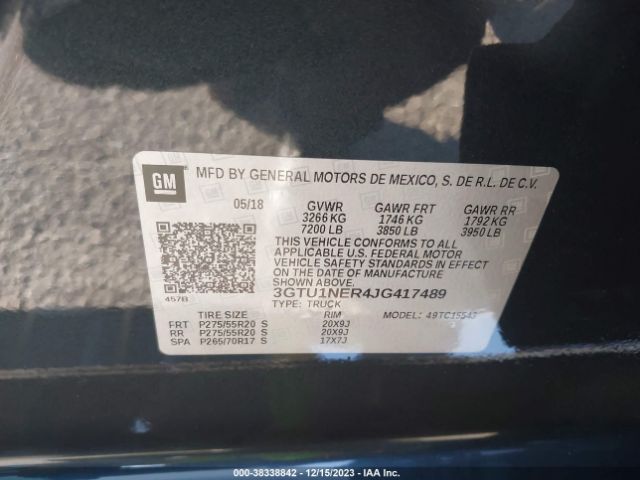 GM
MFD BY GENERAL MOTORS DE MEXICO, S. DE R.L. DE C.V.
05/18 GVWR GAWR FRT GAWR RR
3266 KG 1746 KG 1792 KG
7200 LB 3850 LB 3950 LB
THIS VEHICLE CONFORMS TO ALL
APPLICABLE U.S. FEDERAL MOTOR
VEHICLE SAFETY STANDARDS IN
EFFECT ON THE DATE OF MANUFACTURE
SHOWN ABOVE.
3GTU1NER4JG417489
457B
TYPE: TRUCK
TIRE SIZE RIM MODEL:
FRT P275/55R20 S 20X9J
RR P275/55R20 S 20X9J
SPA P265/70R17 S 17X7J
00-38338842 - 12/15/2023 - IAA Inc.